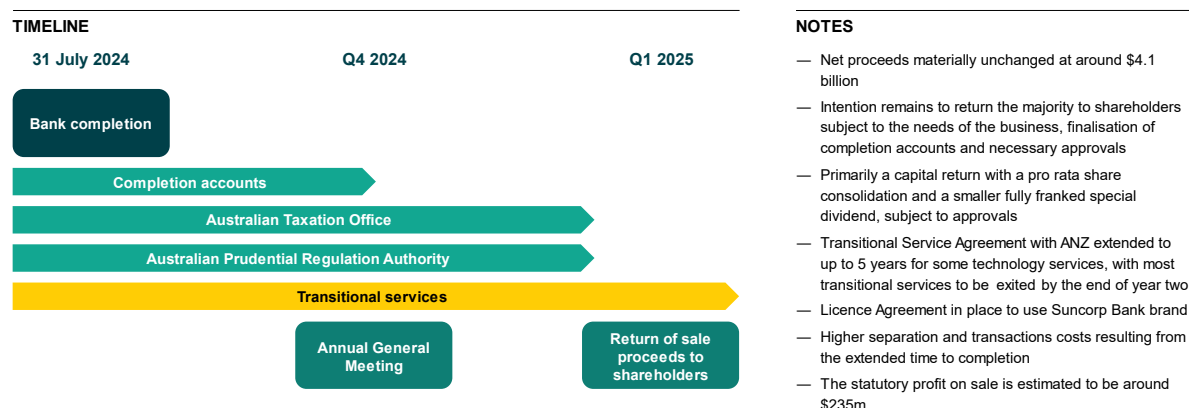 TIMELINE
31 July 2024
Q4 2024
Q1 2025
Bank completion
Completion accounts
Australian Taxation Office
Australian Prudential Regulation Authority
Transitional services
Annual General
Meeting
Return of sale
proceeds to
shareholders
NOTES
— Net proceeds materially unchanged at around $4.1
billion
— Intention remains to return the majority to shareholders
subject to the needs of the business, finalisation of
completion accounts and necessary approvals
— Primarily a capital return with a pro rata share
consolidation and a smaller fully franked special
dividend, subject to approvals
— Transitional Service Agreement with ANZ extended to
up to 5 years for some technology services, with most
transitional services to be exited by the end of year two
— Licence Agreement in place to use Suncorp Bank brand
— Higher separation and transactions costs resulting from
the extended time to completion
— The statutory profit on sale is estimated to be around
$235m